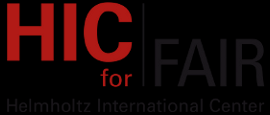 HIC FAIR
for
Helmholtz International Center